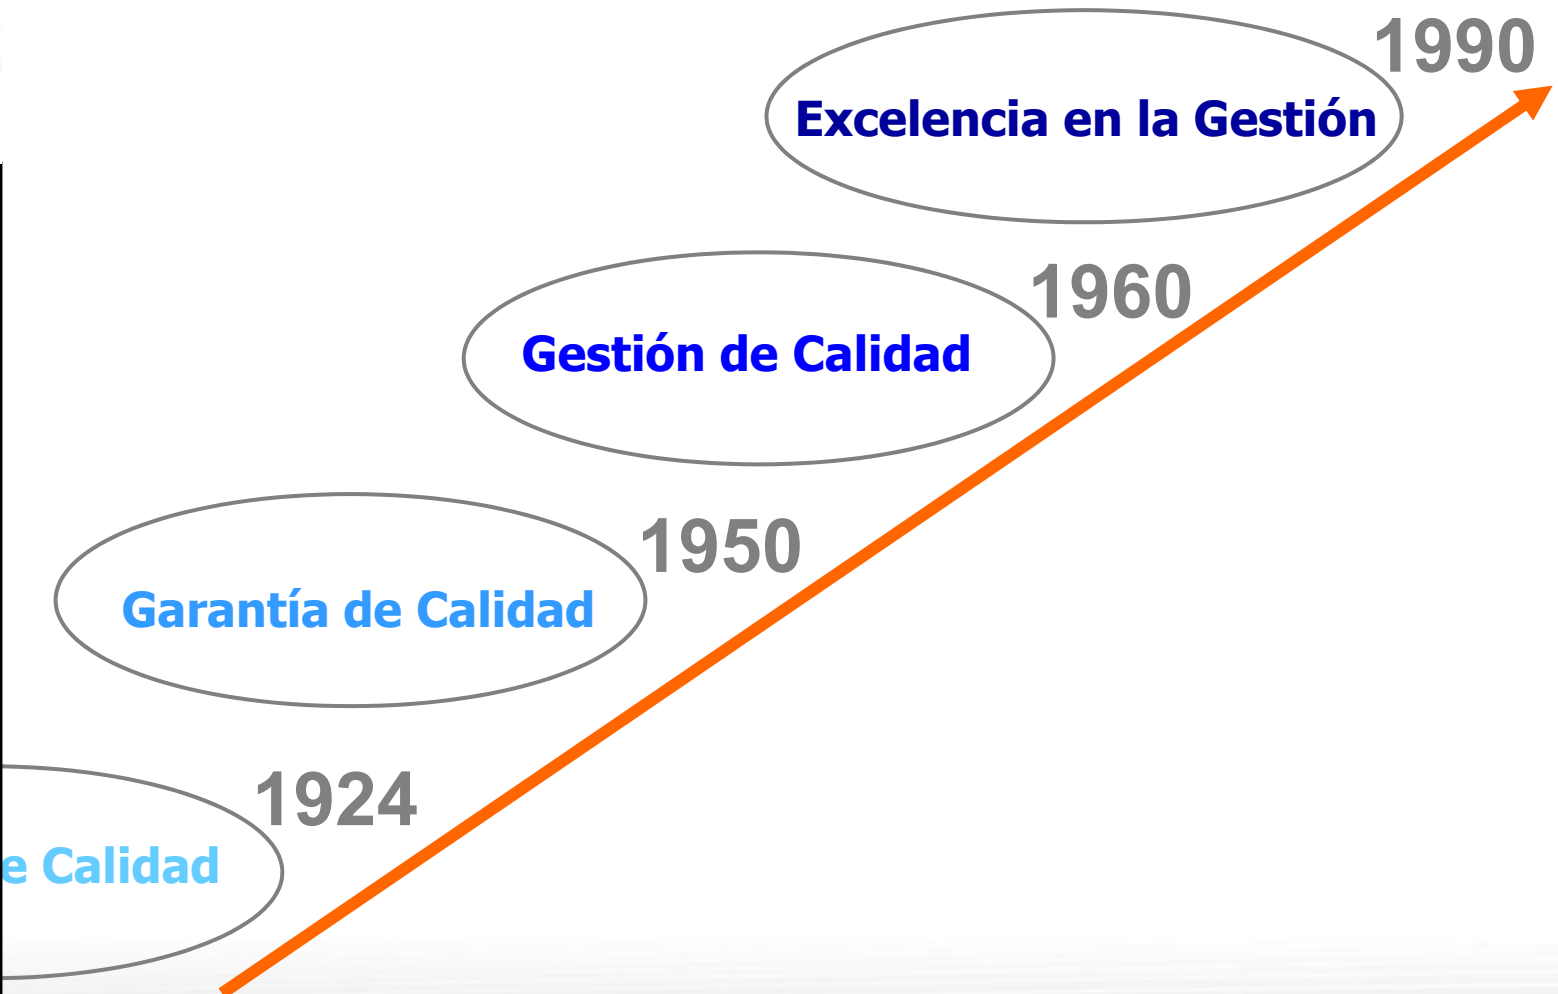 1990
Excelencia en la Gestión
1960
Gestión de Calidad
1950
Garantía de Calidad
1924
e Calidad